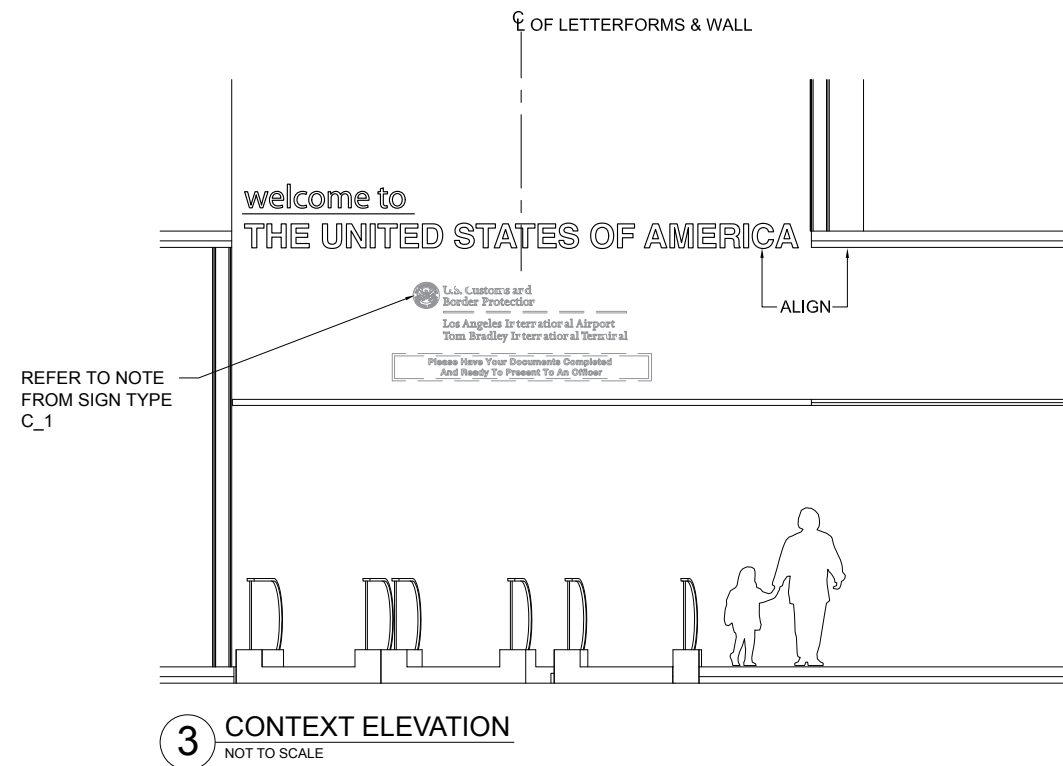 ℄ OF LETTERFORMS & WALL
welcome to
THE UNITED STATES OF AMERICA
U.S. Customs and
Border Protection
ALIGN
Los Angeles International Airport
Tom Bradley International Terminal
Please Have Your Documents Completed
And Ready To Present To An Officer
REFER TO NOTE
FROM SIGN TYPE
C_1
3 CONTEXT ELEVATION
NOT TO SCALE